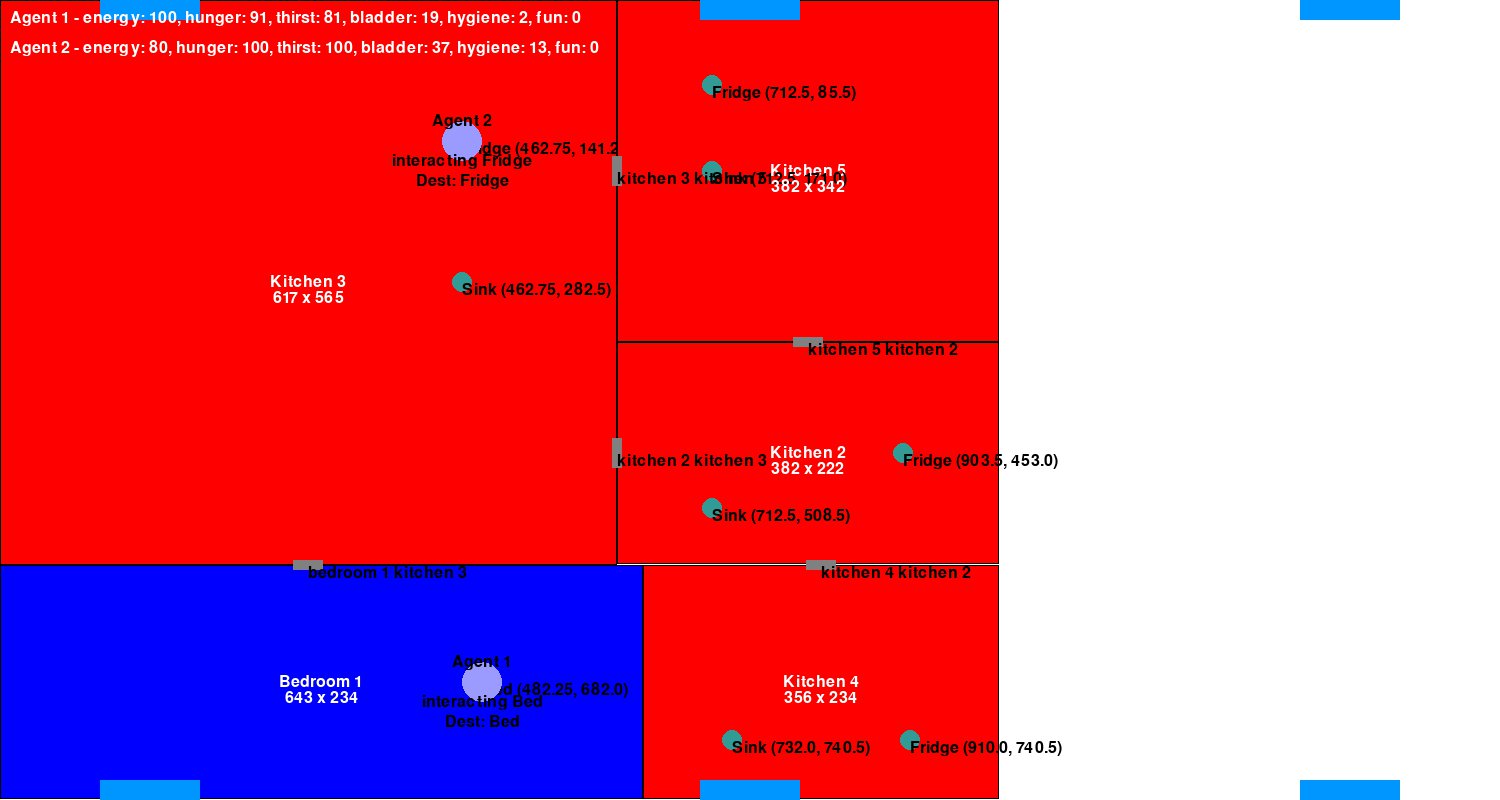 Agent 1 - energy: 100, hunger: 91, thirst: 81, bladder: 19, hygiene: 2, fun: 0
Agent 2 - energy: 80, hunger: 100, thirst: 100, bladder: 37, hygiene: 13, fun: 0
Fridge (712.5, 85.5)
Agent 2
dge (462.75, 141.2
interacting Fridge
Dest: Fridge
Kitchen 5
382 x 342
kitchen 3
Kitchen 3
617 x 565
Sink (462.75, 282.5)
kitchen 5 kitchen 2
Kitchen 2
382 x 222
kitchen 2 kitchen 3
Fridge (903.5, 453.0)
Sink (712.5, 508.5)
bedroom 1 kitchen 3
kitchen 4 kitchen 2
Agent 1
d (482.25, 682.0)
interacting Bed
Dest: Bed
Bedroom 1
643 x 234
Kitchen 4
356 x 234
Sink (732.0, 740.5)
Fridge (910.0, 740.5)